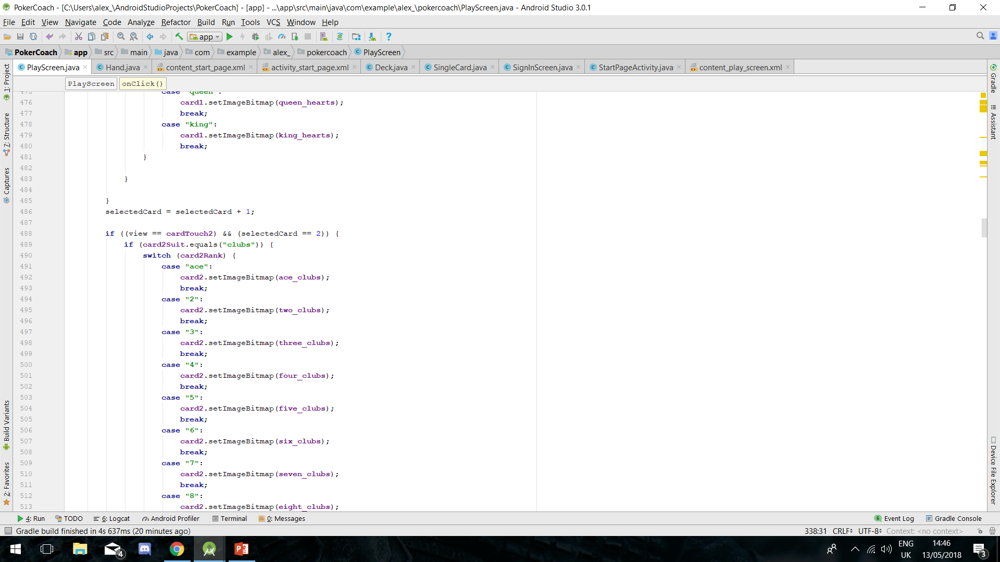 PokerCoach - [C:\Users\alex_\AndroidStudioProjects\PokerCoach] - [app] - ...\app\src\main\java\com\example\alex_\pokercoach\PlayScreen.java - Android Studio 3.0.1
File Edit View Navigate Code Analyze Refactor Build Run Tools VCS Window Help
app
PokerCoach app src main java com example alex_ pokercoach PlayScreen
PlayScreen.java Hand.java content_start_page.xml activity_start_page.xml Deck.java SingleCard.java SignInScreen.java StartPageActivity.java content_play_screen.xml
PlayScreen onClick()
1: Project
7: Structure
Captures
Build Variants
2: Favorites
475 case "queen":
476 card1.setImageBitmap(queen_hearts);
477 break;
478 case "king":
479 card1.setImageBitmap(king_hearts);
480 break;
481 }
482
483 }
484
485 }
486 selectedCard = selectedCard + 1;
487
488 if ((view == cardTouch2) && (selectedCard == 2)) {
489 if (card2Suit.equals("clubs")) {
490 switch (card2Rank) {
491 case "ace":
492 card2.setImageBitmap(ace_clubs);
493 break;
494 case "2":
495 card2.setImageBitmap(two_clubs);
496 break;
497 case "3":
498 card2.setImageBitmap(three_clubs);
499 break;
500 case "4":
501 card2.setImageBitmap(four_clubs);
502 break;
503 case "5":
504 card2.setImageBitmap(five_clubs);
505 break;
506 case "6":
507 card2.setImageBitmap(six_clubs);
508 break;
509 case "7":
510 card2.setImageBitmap(seven_clubs);
511 break;
512 case "8":
513 card2.setImageBitmap(eight_clubs);
Gradle
Assistant
Device File Explorer
4: Run TODO 6: Logcat Android Profiler Terminal 0: Messages 6 Event Log Gradle Console
Gradle build finished in 4s 637ms (20 minutes ago) 338:31 CRLF UTF-8 Context: <no context>
4
ENG 14:46
UK 13/05/2018 3